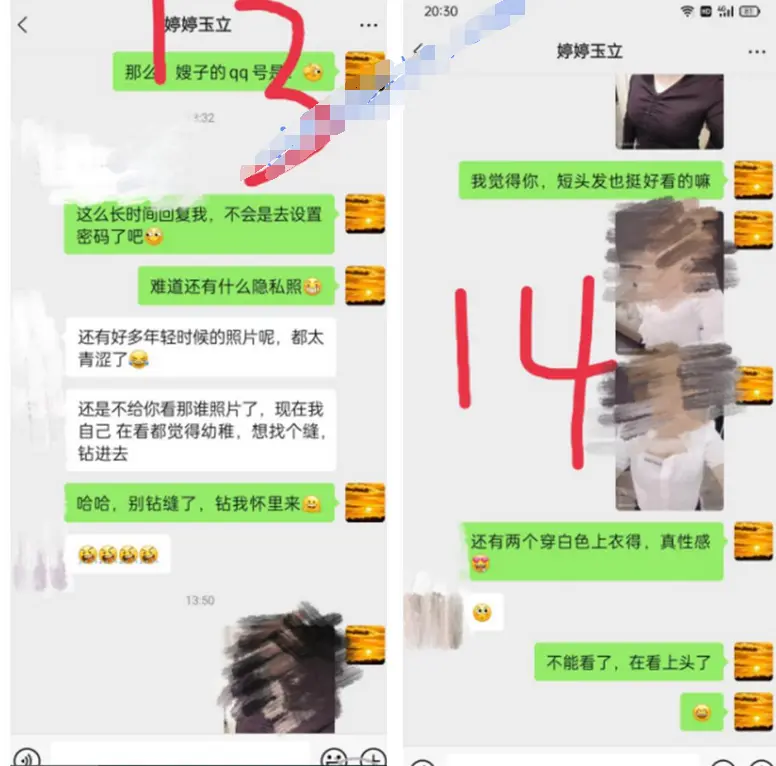 婷婷玉立
那么 嫂子的qq号是
13
:32
这么长时间回复我，不会是去设置
密码了吧
难道还有什么隐私照
还有好多年轻时候的照片呢，都太
青涩了
还是不给你看那谁照片了，现在我
自己 在看都觉得幼稚，想找个缝，
钻进去
哈哈，别钻缝了，钻我怀里来
13:50
20:30
婷婷玉立
我觉得你，短头发也挺好看的嘛
14
还有两个穿白色上衣得，真性感
不能看了，在看上头了